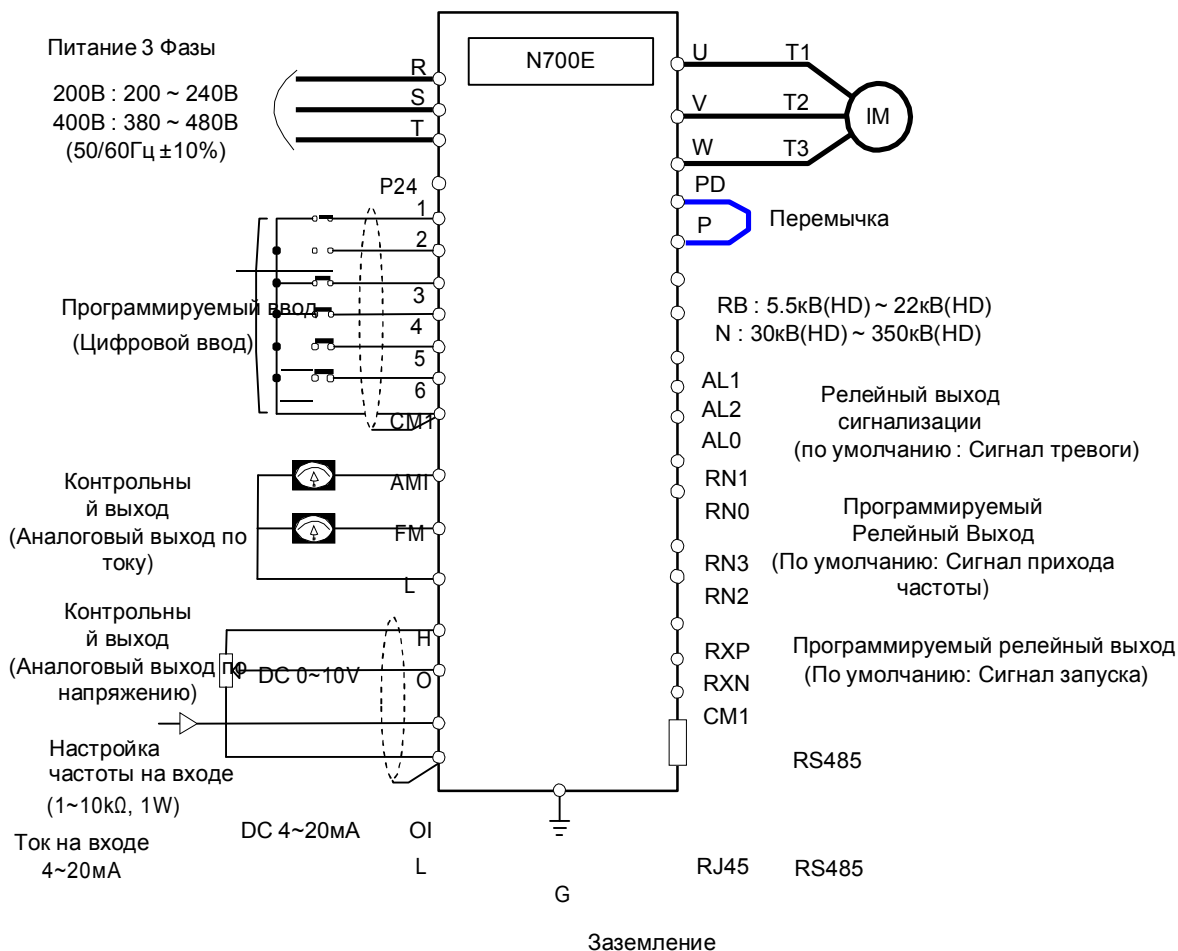 Питание 3 Фазы
200В : 200 ~ 240В
400В : 380 ~ 480В
(50/60Гц ±10%)
R
S
T
N700E
U T1
V T2
W T3
IM
PD
P
Перемычка
P24
1
2
3
4
5
6
CM1
Программируемый ввод
(Цифровой ввод)
RB : 5.5кВ(HD) ~ 22кВ(HD)
N : 30кВ(HD) ~ 350кВ(HD)
AL1
AL2
AL0
Релейный выход
сигнализации
(по умолчанию : Сигнал тревоги)
Контрольны
й выход
(Аналоговый выход по
току)
AMI
FM
L
RN1
RN0
Программируемый
Релейный Выход
(По умолчанию: Сигнал прихода
частоты)
RN3
RN2
Контрольны
й выход
(Аналоговый выход по
напряжению)
DC 0~10V
H
O
RXP
RXN
CM1
Программируемый релейный выход
(По умолчанию: Сигнал запуска)
Настройка
частоты на входе
(1~10kΩ, 1W)
RS485
Ток на входе
4~20мА
DC 4~20мА
OI
L
G
Заземление
RJ45
RS485